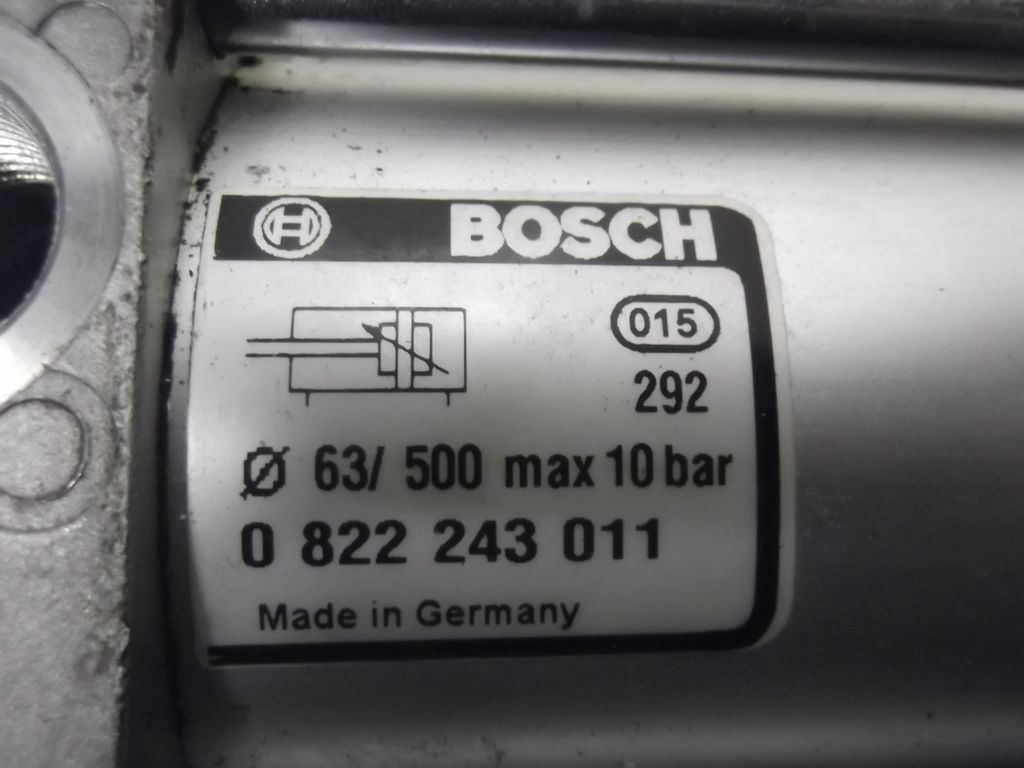 BOSCH
015
292
Ø 63/ 500 max 10 bar
0 822 243 011
Made in Germany